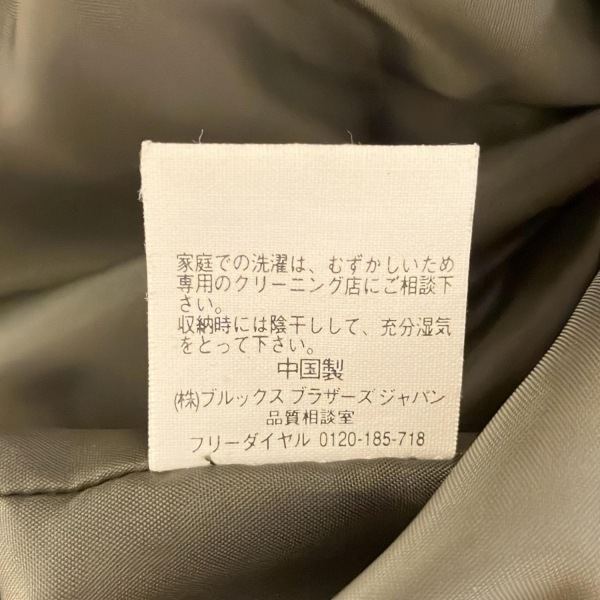 家庭での洗濯は、むずかしいため
専用のクリーニング店にご相談下
さい。
収納時には陰干しして、充分湿気
をとって下さい。
中国製
(株)ブルックス ブラザーズ ジャパン
品質相談室
フリーダイヤル 0120-185-718